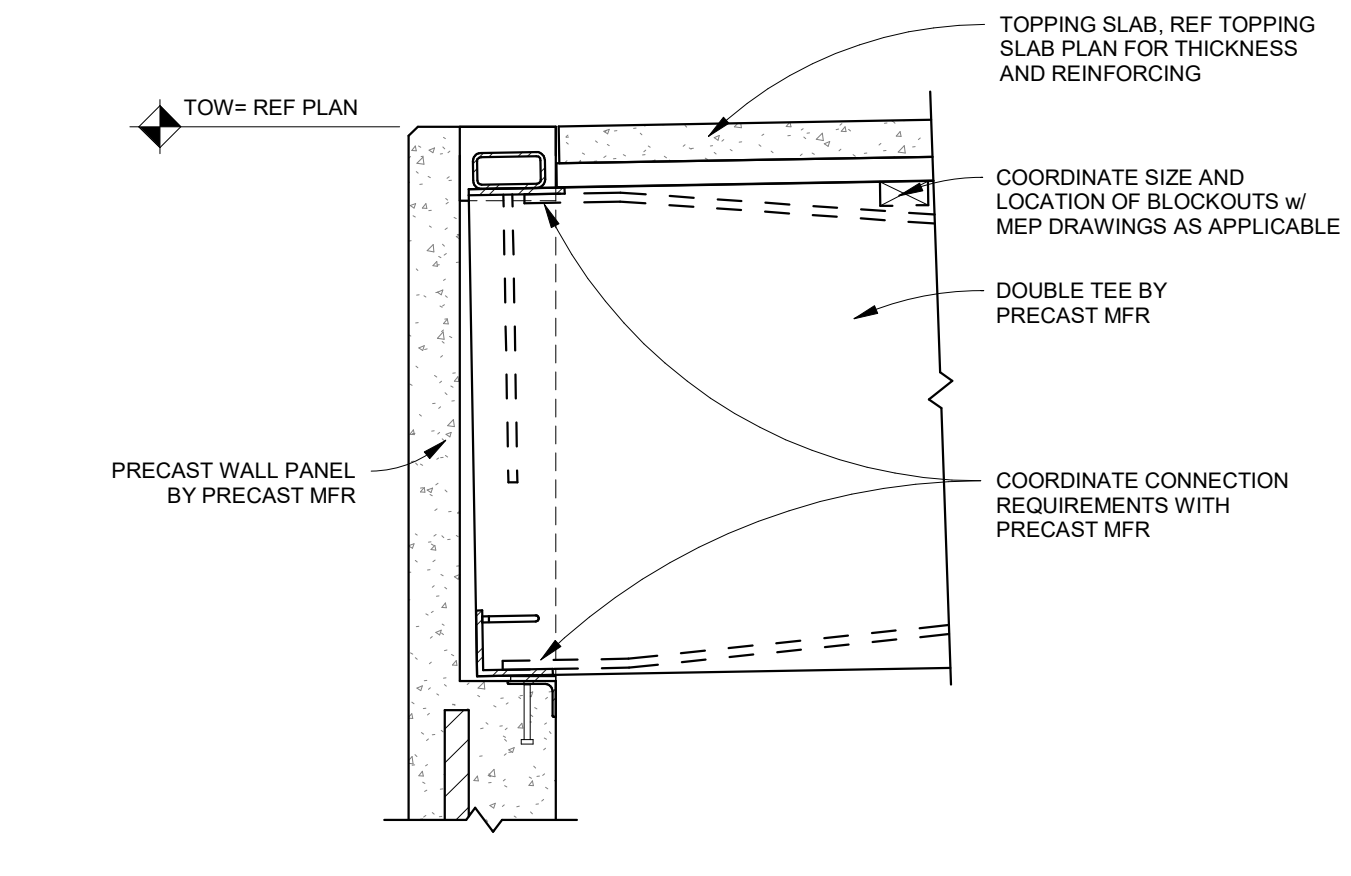 TOPPING SLAB, REF TOPPING
SLAB PLAN FOR THICKNESS
AND REINFORCING
TOW= REF PLAN
COORDINATE SIZE AND
LOCATION OF BLOCKOUTS w/
MEP DRAWINGS AS APPLICABLE
DOUBLE TEE BY
PRECAST MFR
PRECAST WALL PANEL
BY PRECAST MFR
COORDINATE CONNECTION
REQUIREMENTS WITH
PRECAST MFR